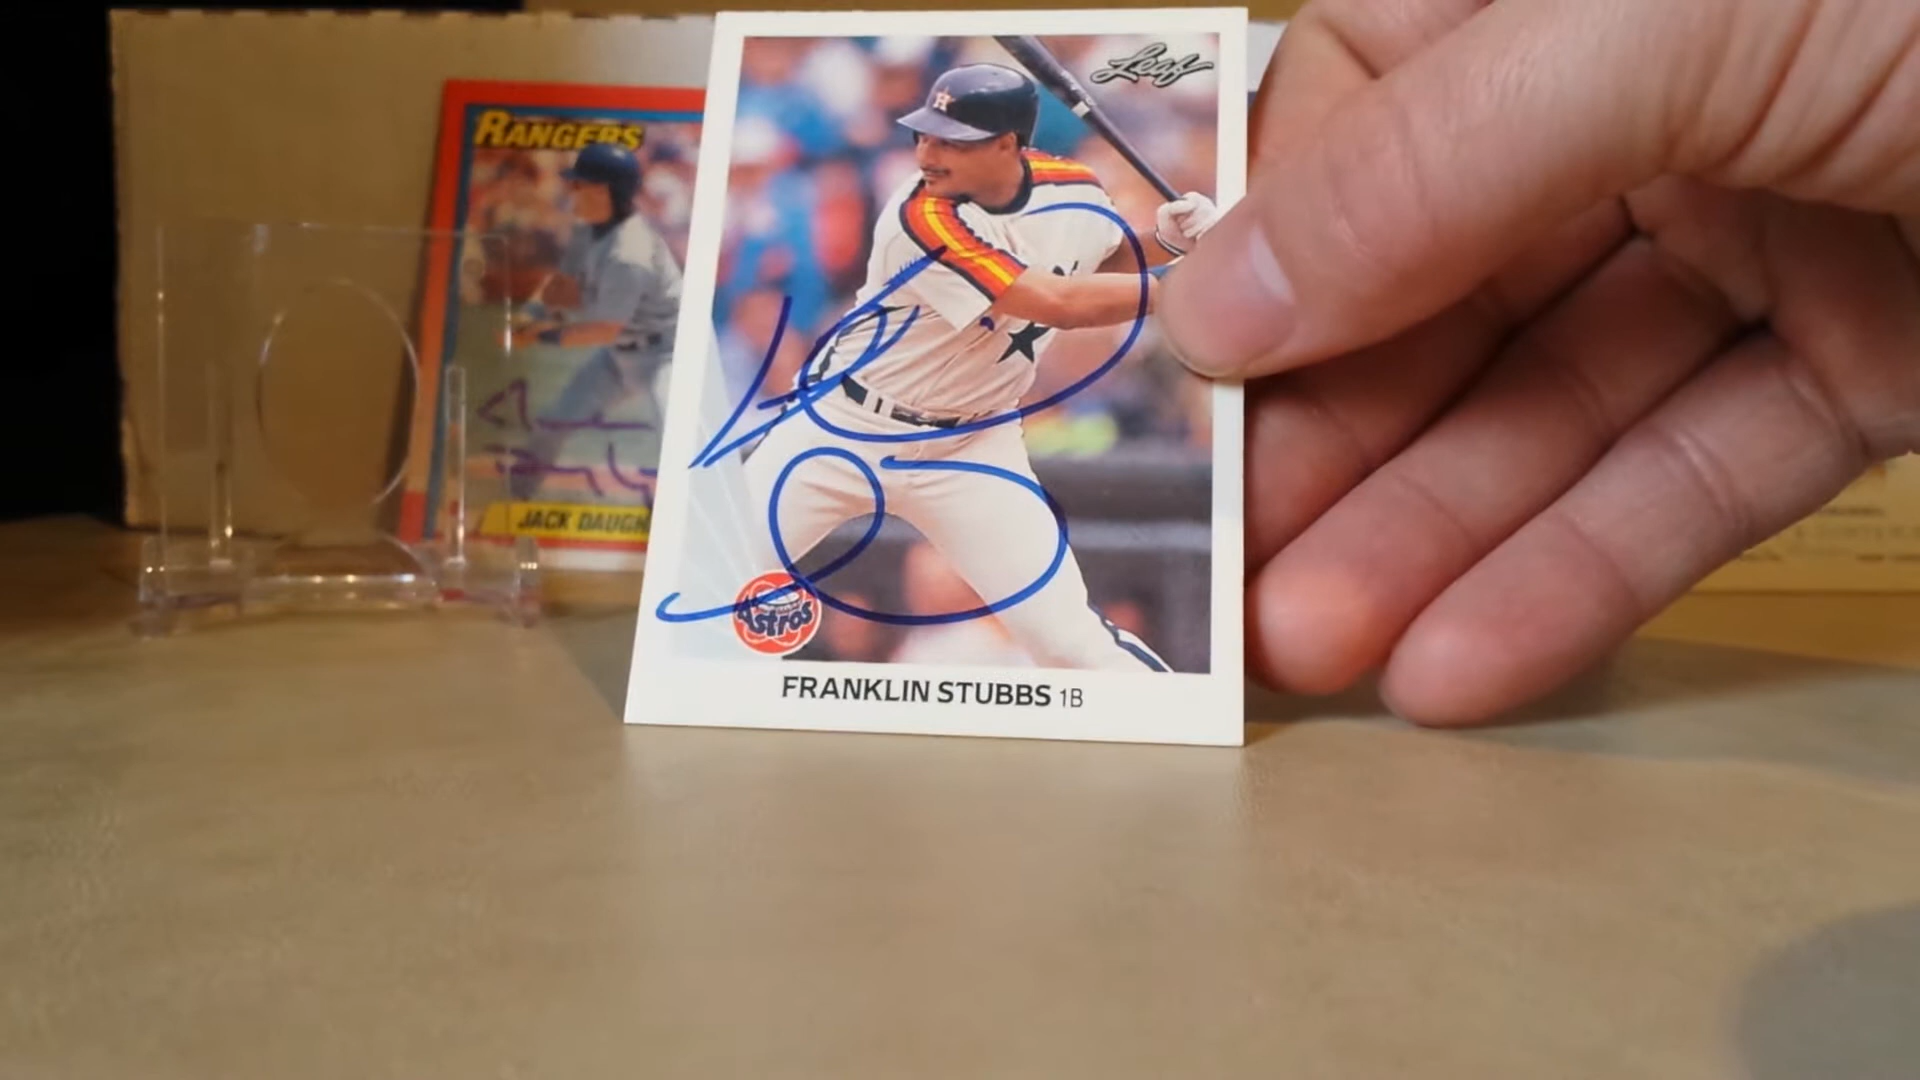 Leaf
RANGERS
H
JACK DAUGH
Astros
FRANKLIN STUBBS 1B